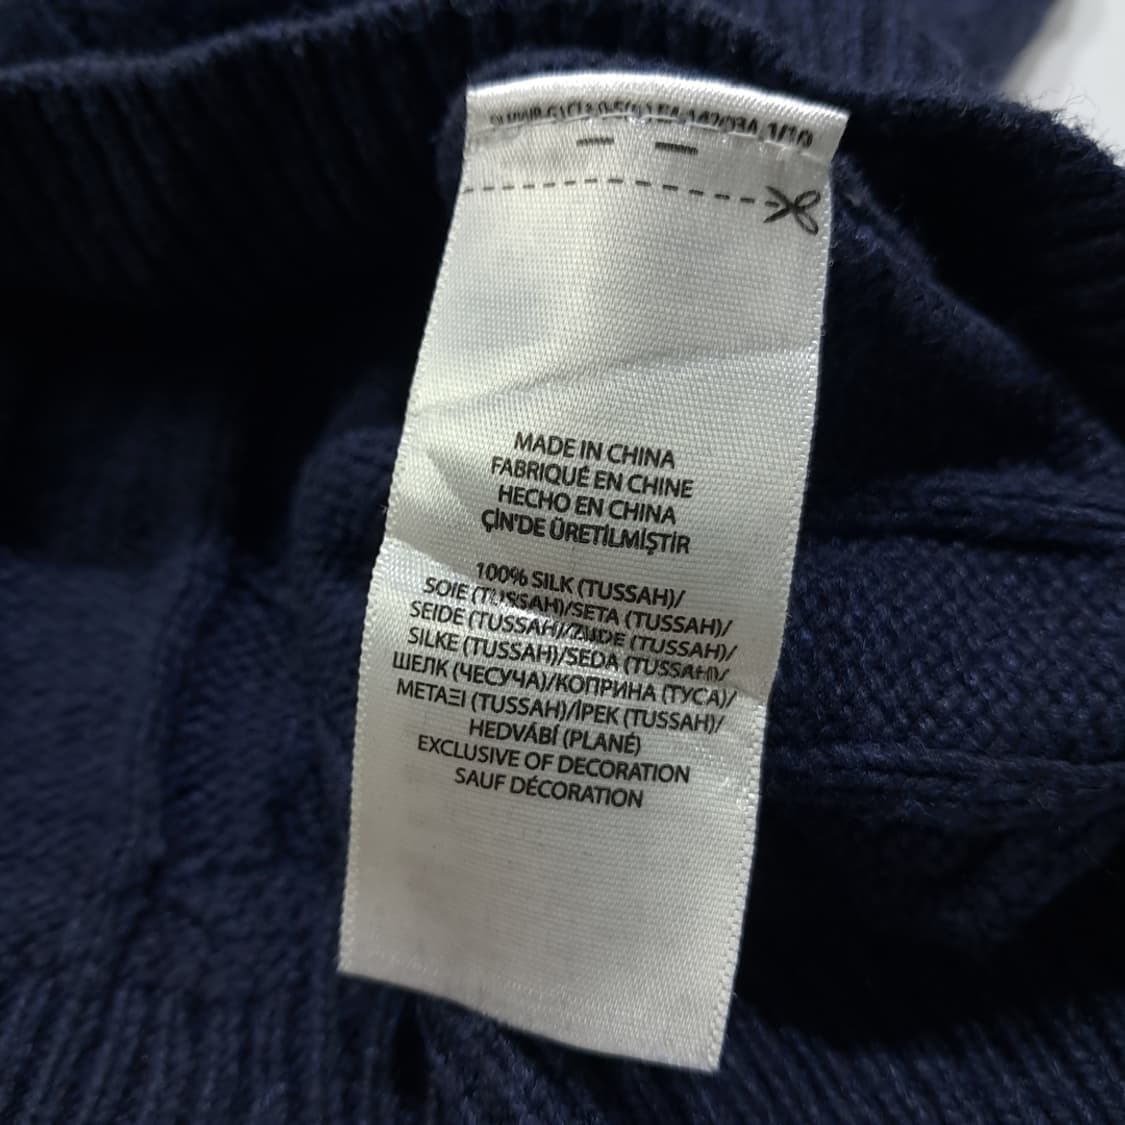 MADE IN CHINA
FABRIQUÉ EN CHINE
HECHO EN CHINA
ÇİN'DE ÜRETİLMİŞTİR
100% SILK (TUSSAH)/
SOIE (TUSSAH)/SETA (TUSSAH)/
SEIDE (TUSSAH)/ZIJDE (TUSSAH)/
SILKE (TUSSAH)/SEDA (TUSSAH)/
ШЕЛК (ЧЕСУЧА)/КОПРИНА (ТУСА)/
ΜΕΤΑΞΙ (TUSSAH)/İPEK (TUSSAH)/
HEDVÁBÍ (PLANÉ)
EXCLUSIVE OF DECORATION
SAUF DÉCORATION